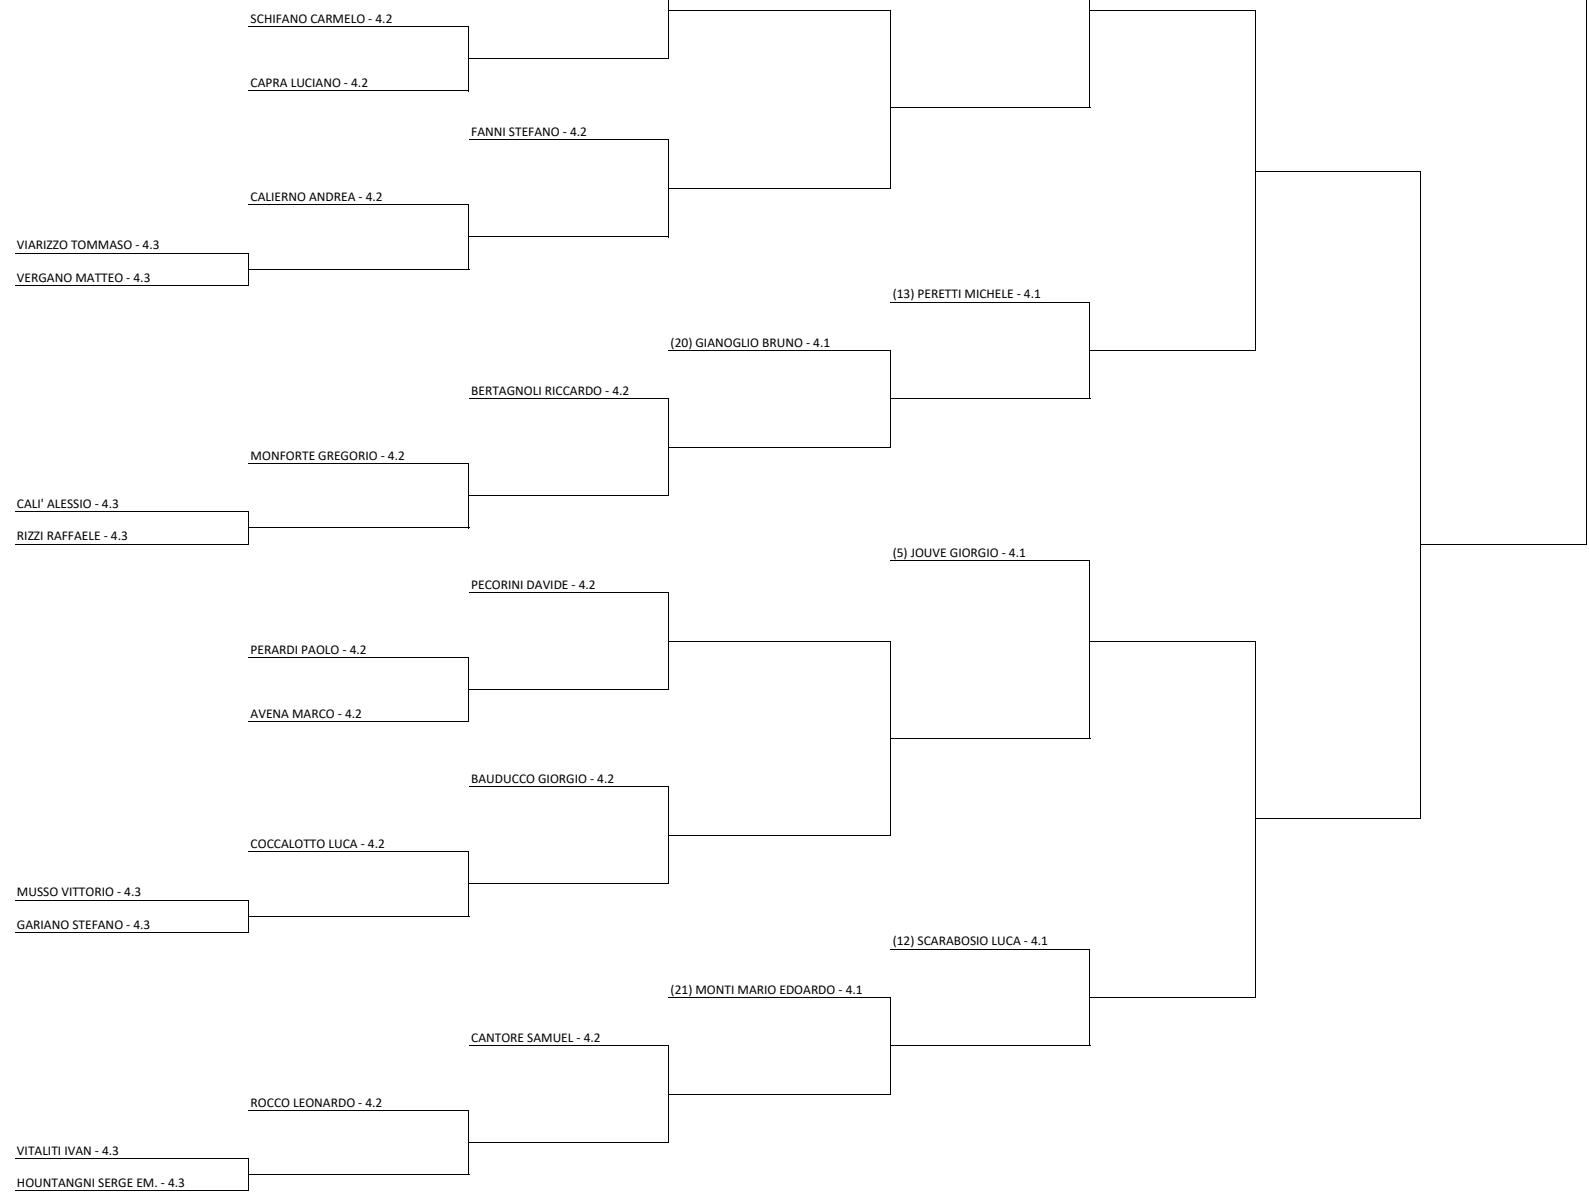 SCHIFANO CARMELO - 4.2
CAPRA LUCIANO - 4.2
FANNI STEFANO - 4.2
CALIERNO ANDREA - 4.2
VIARIZZO TOMMASO - 4.3
VERGANO MATTEO - 4.3
(13) PERETTI MICHELE - 4.1
(20) GIANOGLIO BRUNO - 4.1
BERTAGNOLI RICCARDO - 4.2
MONFORTE GREGORIO - 4.2
CALI' ALESSIO - 4.3
RIZZI RAFFAELE - 4.3
(5) JOUVE GIORGIO - 4.1
PECORINI DAVIDE - 4.2
PERARDI PAOLO - 4.2
AVENA MARCO - 4.2
BAUDUCCO GIORGIO - 4.2
COCCALOTTO LUCA - 4.2
MUSSO VITTORIO - 4.3
GARIANO STEFANO - 4.3
(12) SCARABOSIO LUCA - 4.1
(21) MONTI MARIO EDOARDO - 4.1
CANTORE SAMUEL - 4.2
ROCCO LEONARDO - 4.2
VITALITI IVAN - 4.3
HOUNTANGNI SERGE EM. - 4.3